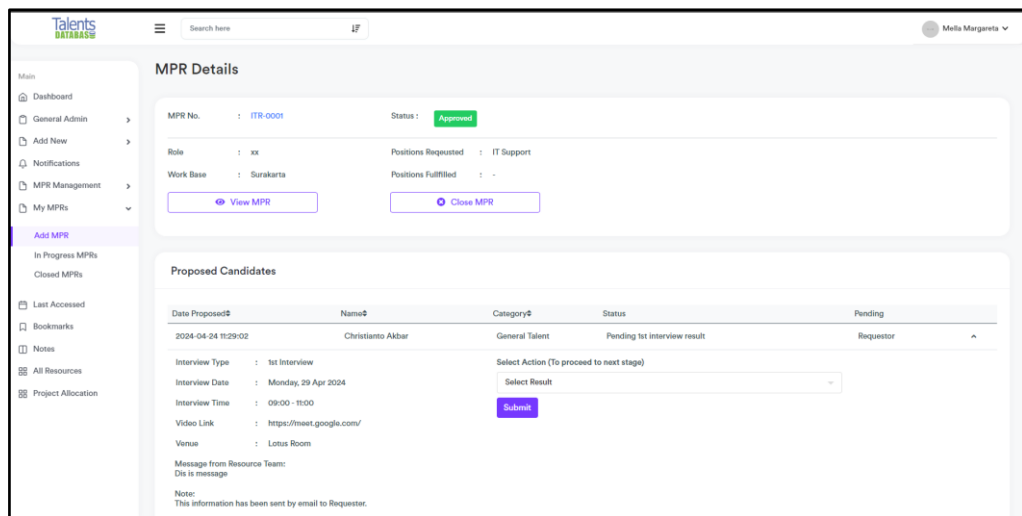 Talents
DATABASE
Search here
Mella Margareta
Main
Dashboard
General Admin
Add New
Notifications
MPR Management
My MPRs
Add MPR
In Progress MPRs
Closed MPRs
Last Accessed
Bookmarks
Notes
All Resources
Project Allocation
MPR Details
MPR No. : ITR-0001 Status : Approved
Role : xx Positions Reqeusted : IT Support
Work Base : Surakarta Positions Fullfilled : -
View MPR Close MPR
Proposed Candidates
Date Proposed Name Category Status Pending
2024-04-24 11:29:02 Christianto Akbar General Talent Pending 1st interview result Requestor
Interview Type : 1st Interview
Interview Date : Monday, 29 Apr 2024
Interview Time : 09:00 - 11:00
Video Link : https://meet.google.com/
Venue : Lotus Room
Message from Resource Team:
Dis is message
Note:
This information has been sent by email to Requester.
Select Action (To proceed to next stage)
Select Result
Submit